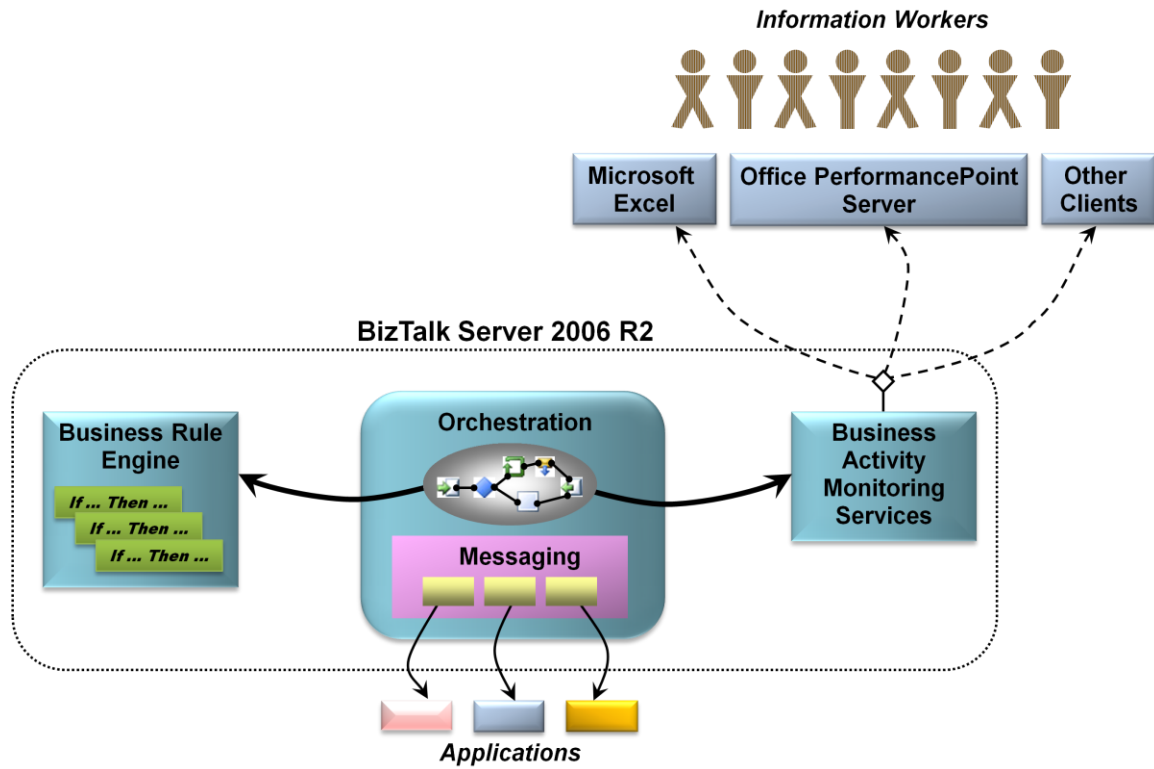 Information Workers
Microsoft
Excel
Office PerformancePoint
Server
Other
Clients
BizTalk Server 2006 R2
Business Rule
Engine
If ... Then ...
If ... Then ...
If ... Then ...
Orchestration
Messaging
Business
Activity
Monitoring
Services
Applications